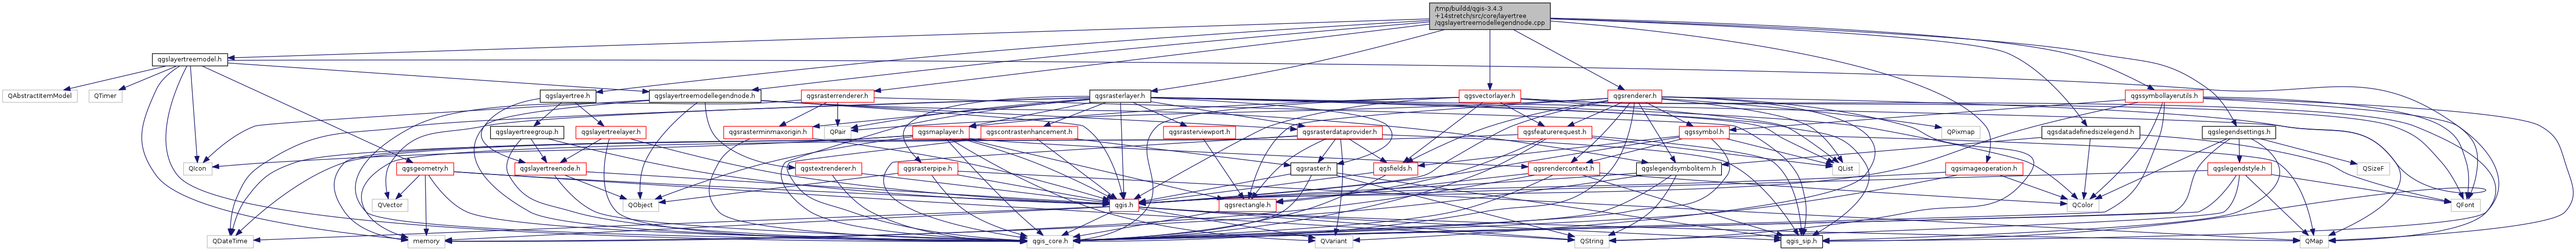 /tmp/buildd/qgis-3.4.3
+14stretch/src/core/layertree
/qgslayertreemodellegendnode.cpp
qgslayertreemodel.h
QAbstractItemModel
QTimer
qgslayertree.h
qgslayertreemodellegendnode.h
qgsrasterrenderer.h
qgsrasterlayer.h
qgsvectorlayer.h
qgsrenderer.h
qgssymbollayerutils.h
qgslayertreegroup.h
qgslayertreelayer.h
qgsrasterminmaxorigin.h
QPair
qgsmaplayer.h
qgscontrastenhancement.h
qgsrasterviewport.h
qgsrasterdataprovider.h
qgsfeaturerequest.h
qgssymbol.h
QPixmap
qgsdatadefinedsizelegend.h
qgslegendsettings.h
QIcon
qgsgeometry.h
qgslayertreenode.h
qgstextrenderer.h
qgsrasterpipe.h
qgsraster.h
qgsfields.h
qgsrendercontext.h
qgslegendsymbolitem.h
QList
qgsimageoperation.h
qgslegendstyle.h
QSizeF
QVector
QObject
qgis.h
qgsrectangle.h
QColor
QFont
QDateTime
memory
qgis_core.h
QVariant
QString
qgis_sip.h
QMap